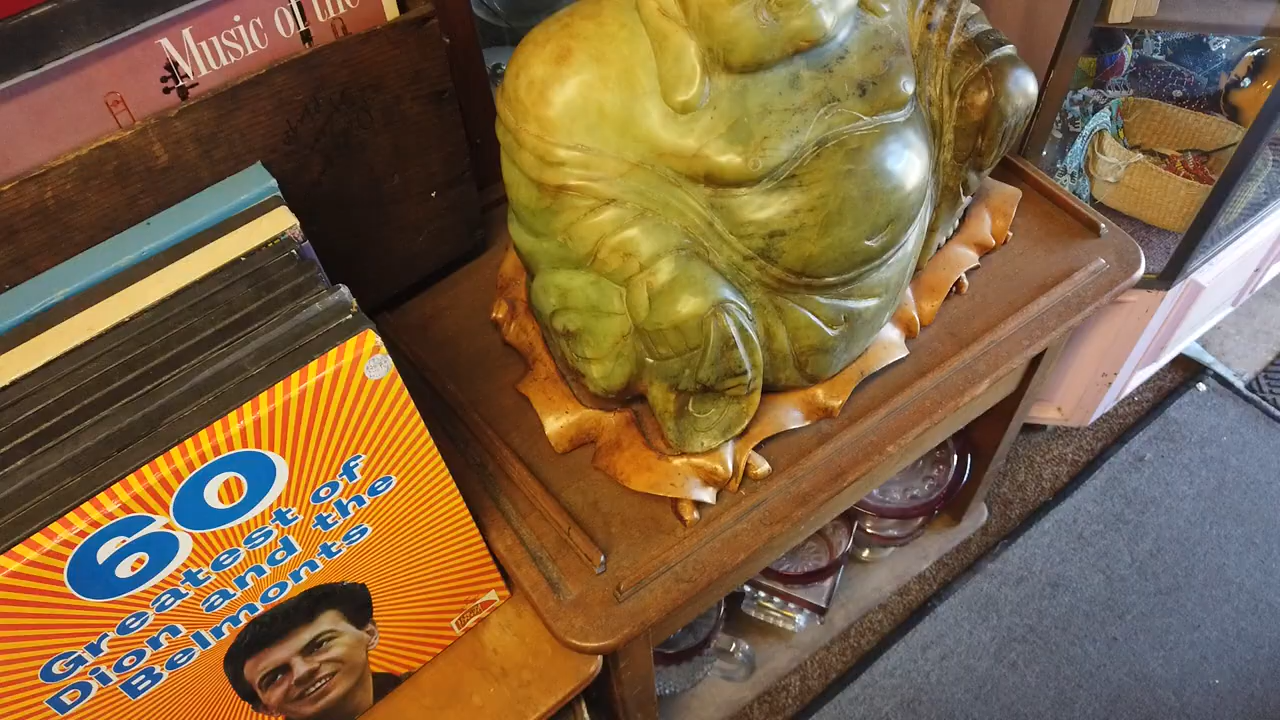 Music of the
60
Greatest of
Dion and the
Belmonts